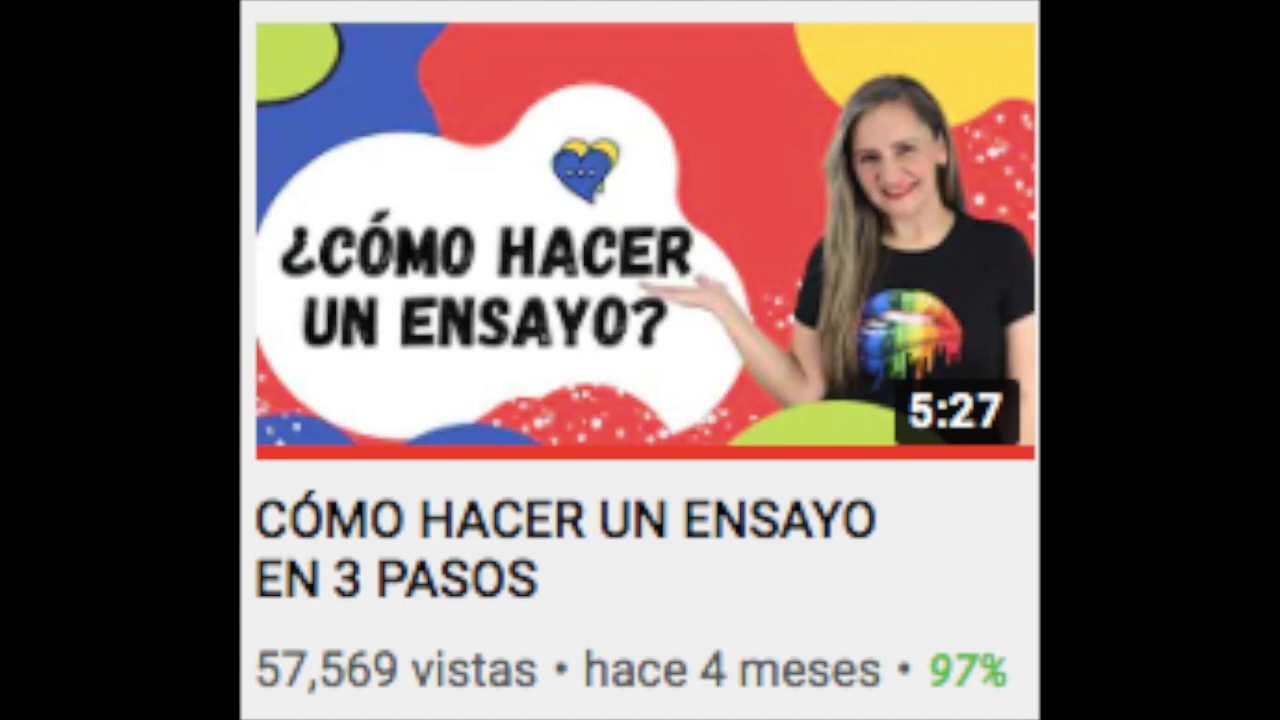 ¿CÓMO HACER
UN ENSAYO?
5:27
CÓMO HACER UN ENSAYO
EN 3 PASOS
57,569 vistas • hace 4 meses • 97%